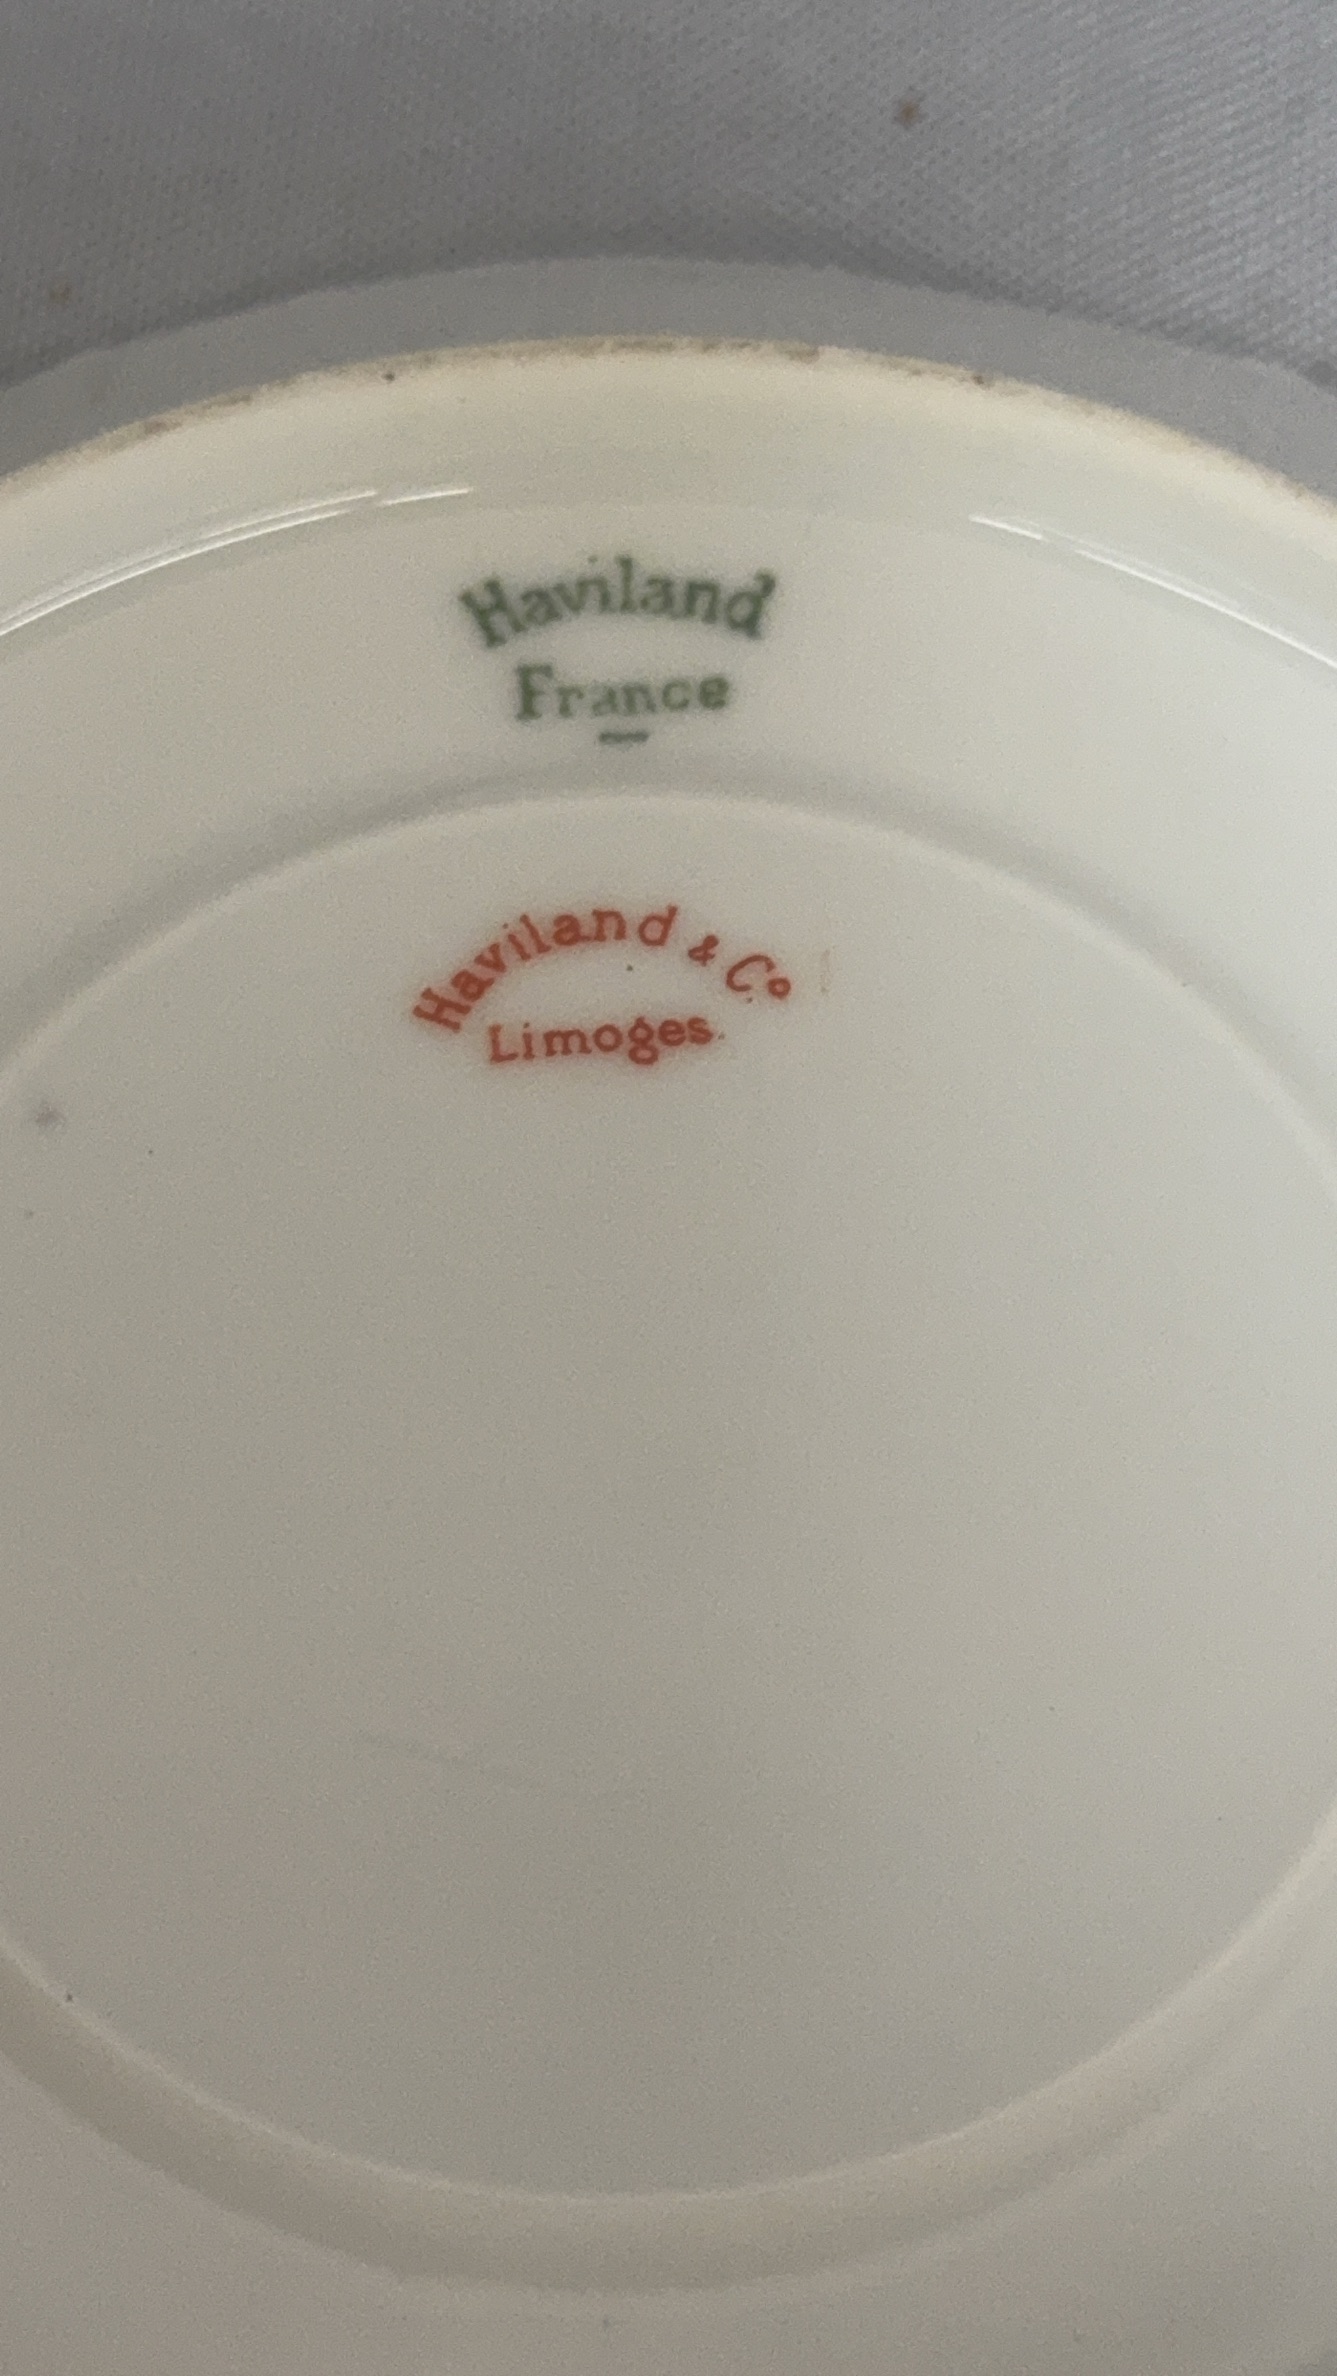 Haviland
France
Haviland & Co
Limoges.